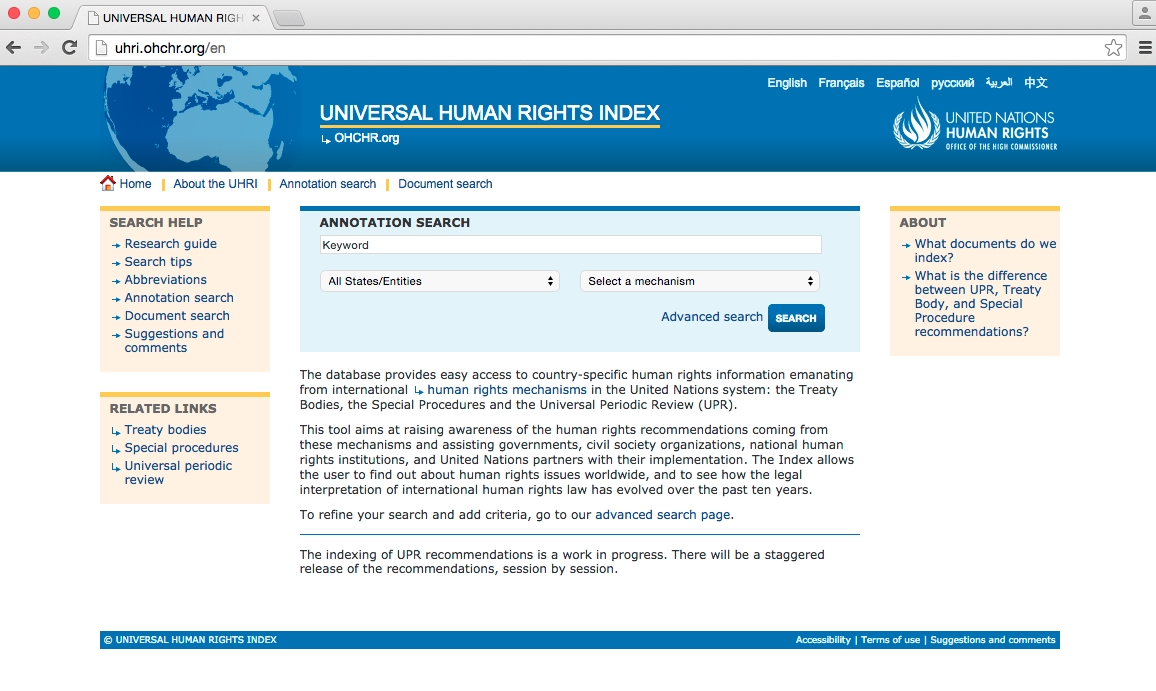 UNIVERSAL HUMAN RIGH
uhri.ohchr.org/en
English Français Español русский العربية 中文
UNIVERSAL HUMAN RIGHTS INDEX
OHCHR.org
UNITED NATIONS
HUMAN RIGHTS
OFFICE OF THE HIGH COMMISSIONER
Home | About the UHRI | Annotation search | Document search
SEARCH HELP
Research guide
Search tips
Abbreviations
Annotation search
Document search
Suggestions and
comments
RELATED LINKS
Treaty bodies
Special procedures
Universal periodic
review
ANNOTATION SEARCH
Keyword
All States/Entities Select a mechanism
Advanced search SEARCH
The database provides easy access to country-specific human rights information emanating
from international human rights mechanisms in the United Nations system: the Treaty
Bodies, the Special Procedures and the Universal Periodic Review (UPR).
This tool aims at raising awareness of the human rights recommendations coming from
these mechanisms and assisting governments, civil society organizations, national human
rights institutions, and United Nations partners with their implementation. The Index allows
the user to find out about human rights issues worldwide, and to see how the legal
interpretation of international human rights law has evolved over the past ten years.
To refine your search and add criteria, go to our advanced search page.
The indexing of UPR recommendations is a work in progress. There will be a staggered
release of the recommendations, session by session.
ABOUT
What documents do we
index?
What is the difference
between UPR, Treaty
Body, and Special
Procedure
recommendations?
© UNIVERSAL HUMAN RIGHTS INDEX
Accessibility | Terms of use | Suggestions and comments